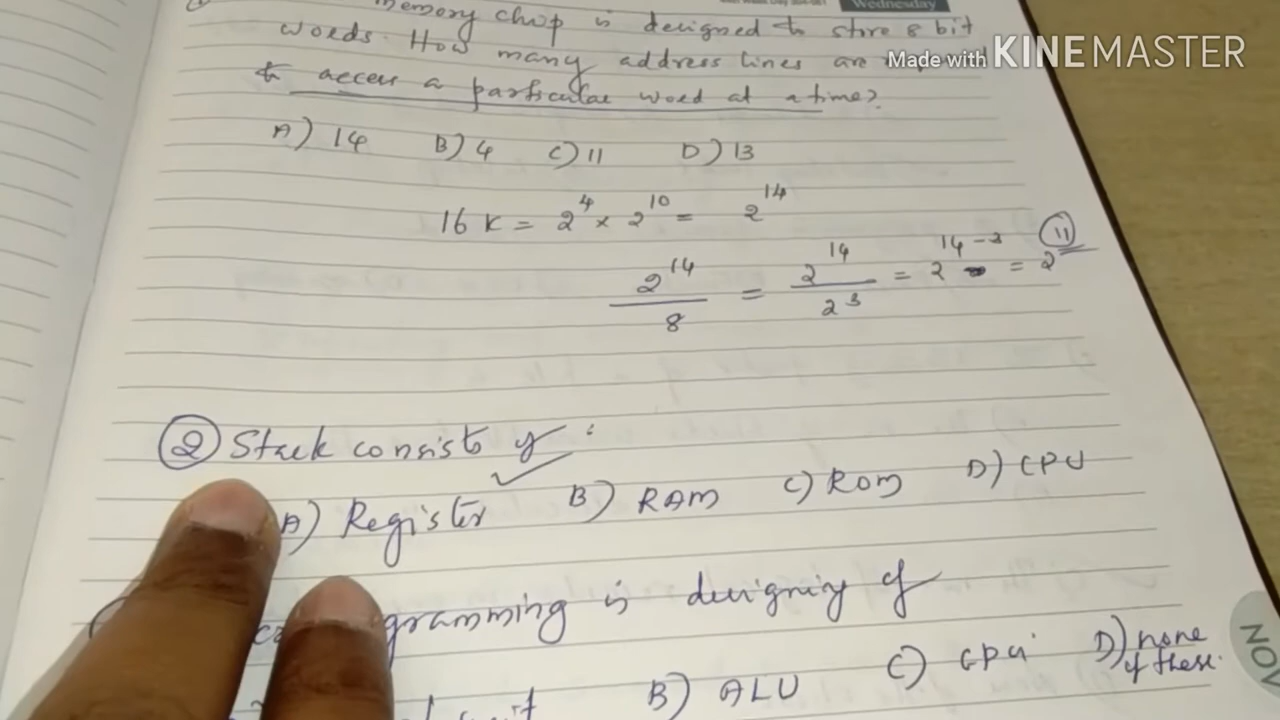 Wednesday
memory chip is designed to store 8 bit
words. How many address lines are
to access a particular word at a time?
A) 14 B) 4 C) 11 D) 13
16 K = 2^4 × 2^10 = 2^14
2^14 / 8 = 2^14 / 2^3 = 2^14-3 = 2^11
② Stack consists of :
A) Register ✓ B) RAM C) ROM D) CPU
gramming is designing of
B) ALU C) CPU D) none of these.
NOV
Made with KINEMASTER